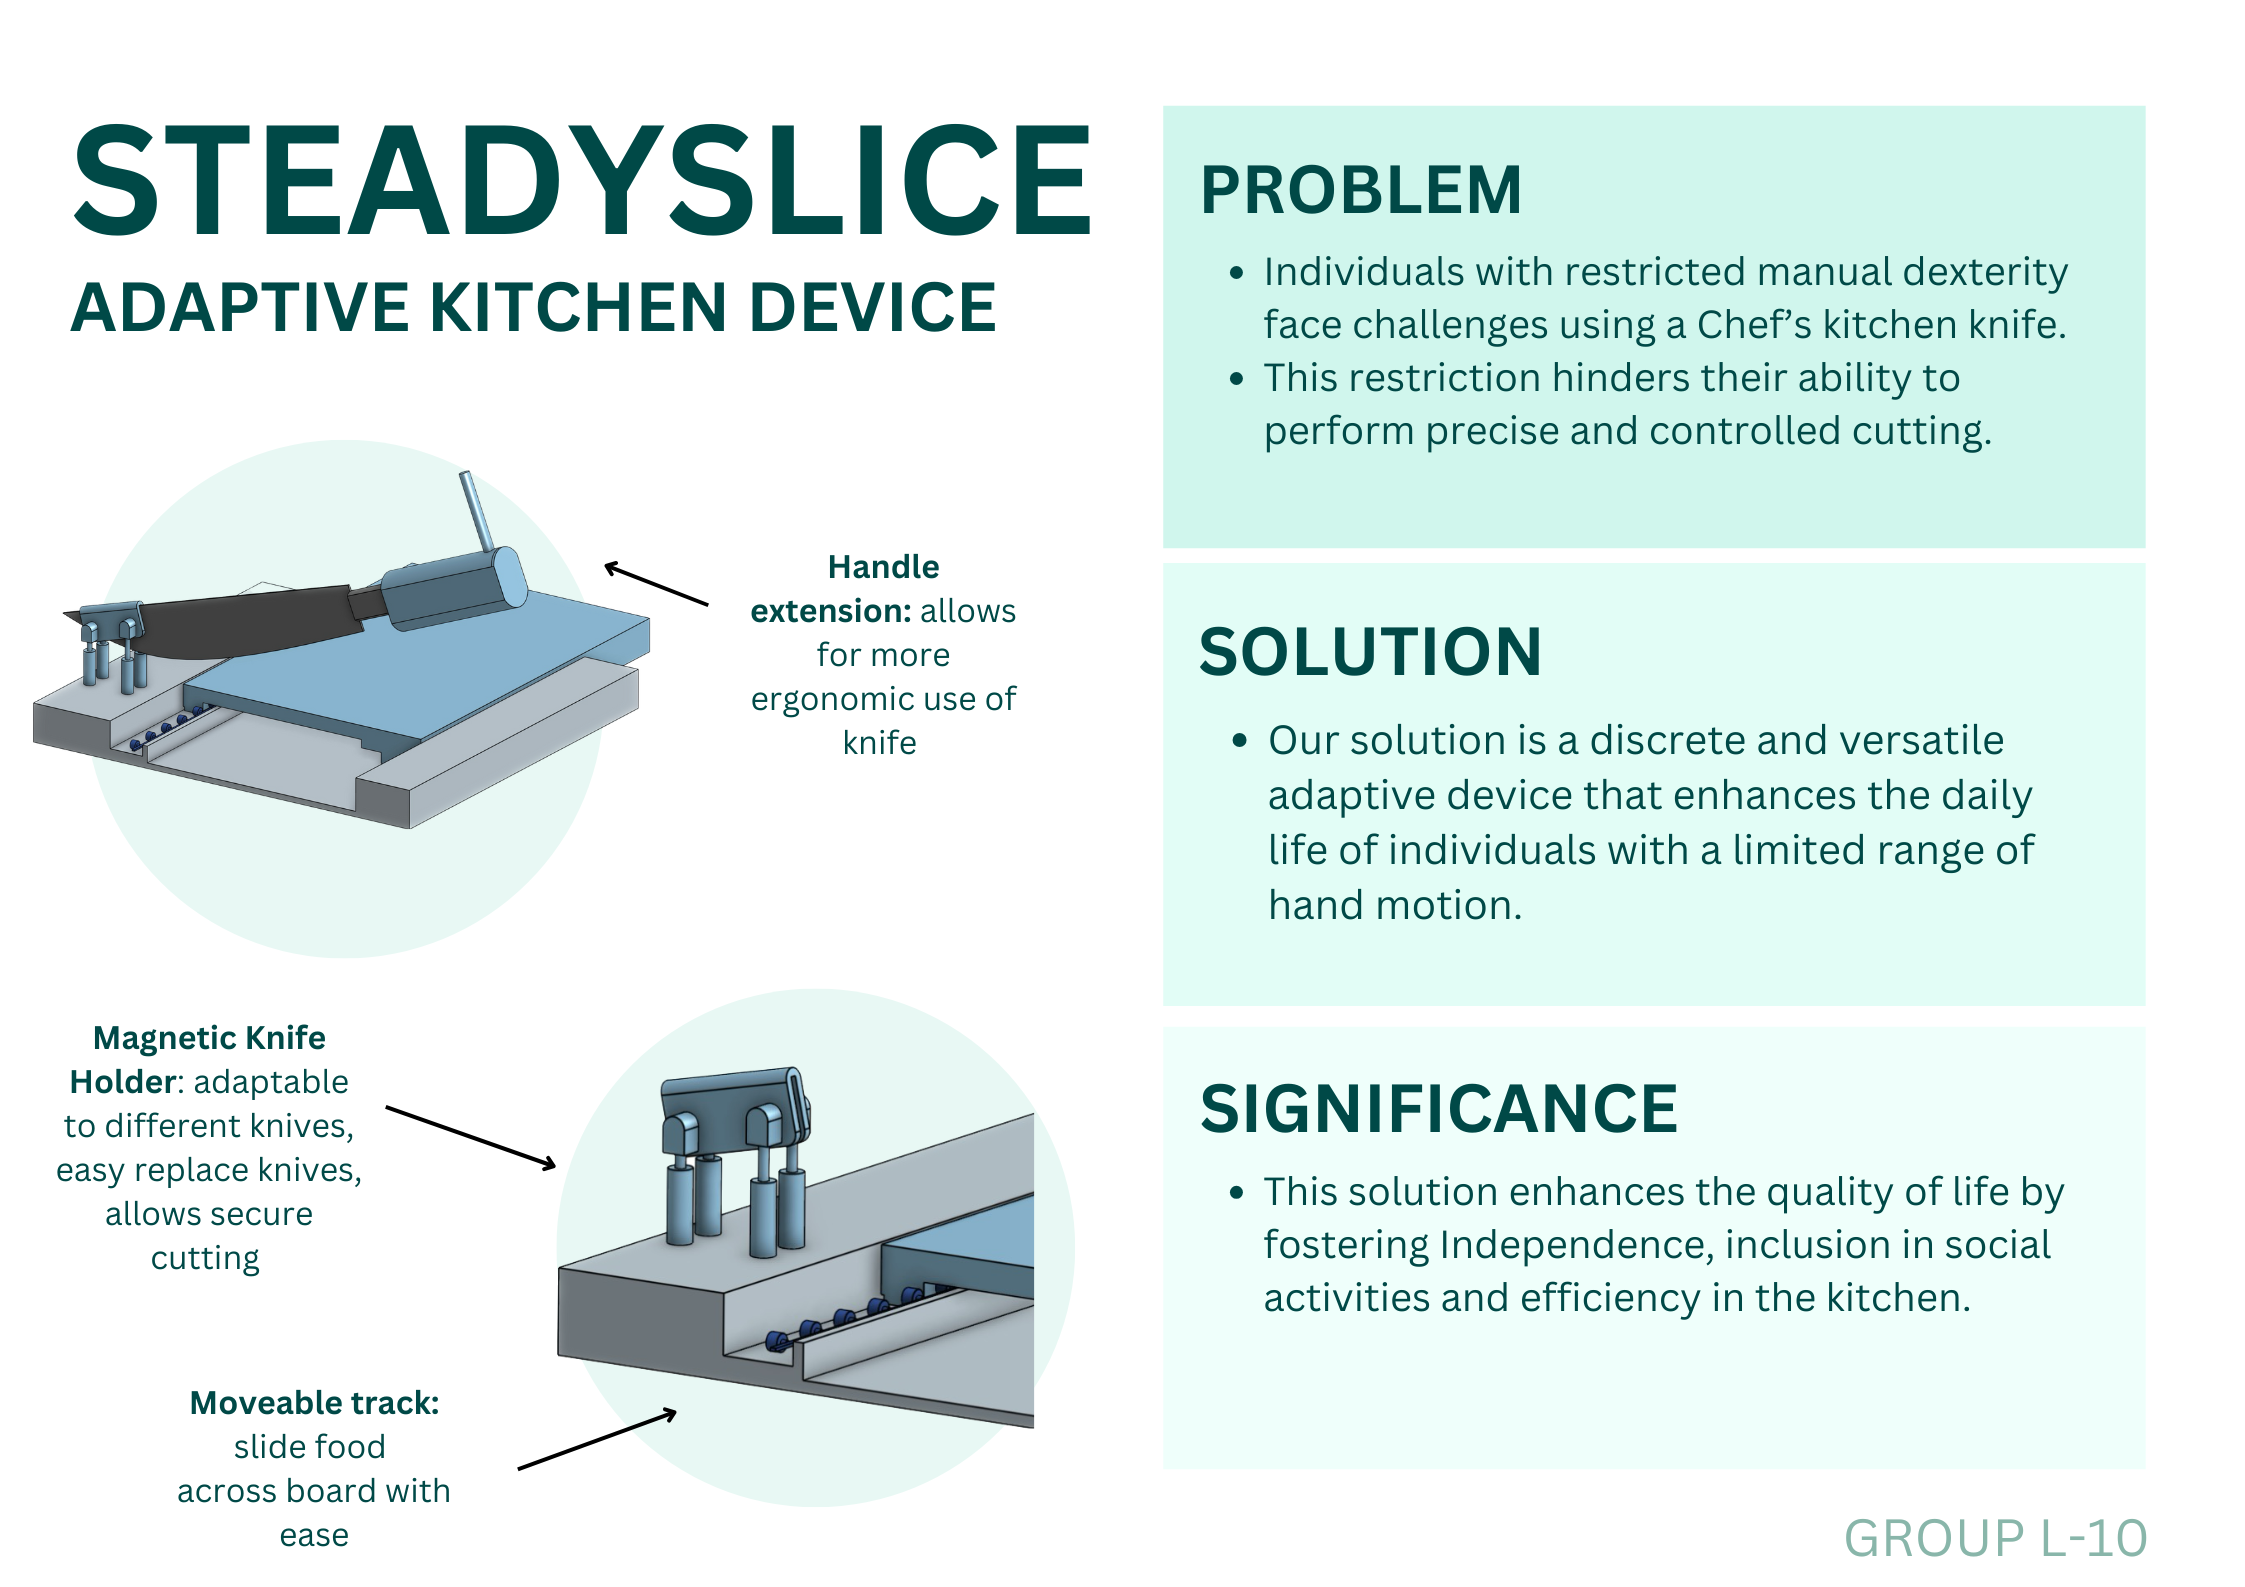 STEADYSLICE
ADAPTIVE KITCHEN DEVICE
Handle
extension: allows
for more
ergonomic use of
knife
Magnetic Knife
Holder: adaptable
to different knives,
easy replace knives,
allows secure
cutting
Moveable track:
slide food
across board with
ease
PROBLEM
• Individuals with restricted manual dexterity
face challenges using a Chef’s kitchen knife.
• This restriction hinders their ability to
perform precise and controlled cutting.
SOLUTION
• Our solution is a discrete and versatile
adaptive device that enhances the daily
life of individuals with a limited range of
hand motion.
SIGNIFICANCE
• This solution enhances the quality of life by
fostering Independence, inclusion in social
activities and efficiency in the kitchen.
GROUP L-10